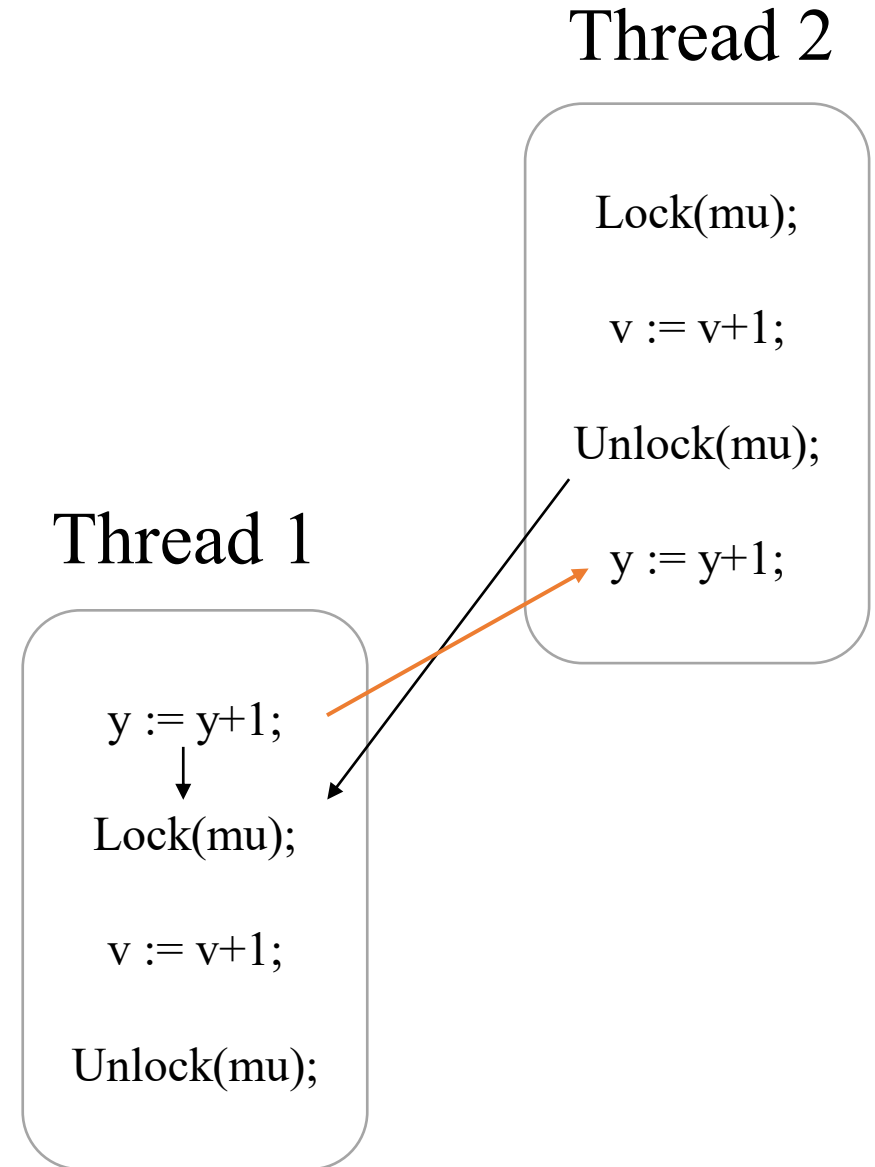 Thread 2
Lock(mu);
v := v+1;
Unlock(mu);
y := y+1;
Thread 1
y := y+1;
Lock(mu);
v := v+1;
Unlock(mu);